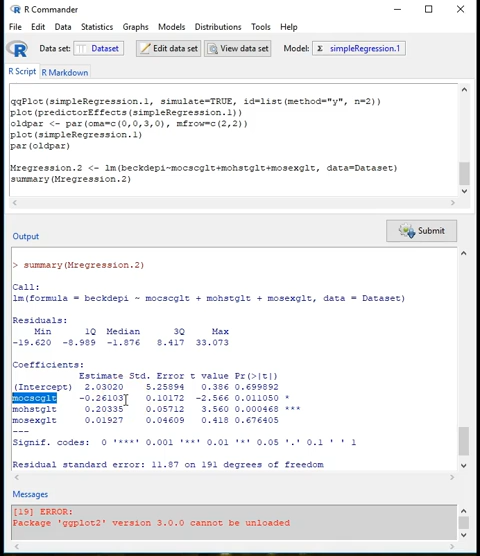 R Commander
File Edit Data Statistics Graphs Models Distributions Tools Help
R Data set: Dataset Edit data set View data set Model: Σ simpleRegression.1
R Script R Markdown
qqPlot(simpleRegression.1, simulate=TRUE, id=list(method="y", n=2))
plot(predictorEffects(simpleRegression.1))
oldpar <- par(oma=c(0,0,3,0), mfrow=c(2,2))
plot(simpleRegression.1)
par(oldpar)
Mregression.2 <- lm(beckdepi~mocscglt+mohstglt+mosexglt, data=Dataset)
summary(Mregression.2)
Output
Submit
> summary(Mregression.2)
Call:
lm(formula = beckdepi ~ mocscglt + mohstglt + mosexglt, data = Dataset)
Residuals:
Min 1Q Median 3Q Max
-19.620 -8.989 -1.876 8.417 33.073
Coefficients:
Estimate Std. Error t value Pr(>|t|)
(Intercept) 2.03020 5.25894 0.386 0.699892
mocscglt -0.26103 0.10172 -2.566 0.011050 *
mohstglt 0.20335 0.05712 3.560 0.000468 ***
mosexglt 0.01927 0.04609 0.418 0.676405
---
Signif. codes: 0 '***' 0.001 '**' 0.01 '*' 0.05 '.' 0.1 ' ' 1
Residual standard error: 11.87 on 191 degrees of freedom
Messages
[19] ERROR:
Package 'ggplot2' version 3.0.0 cannot be unloaded